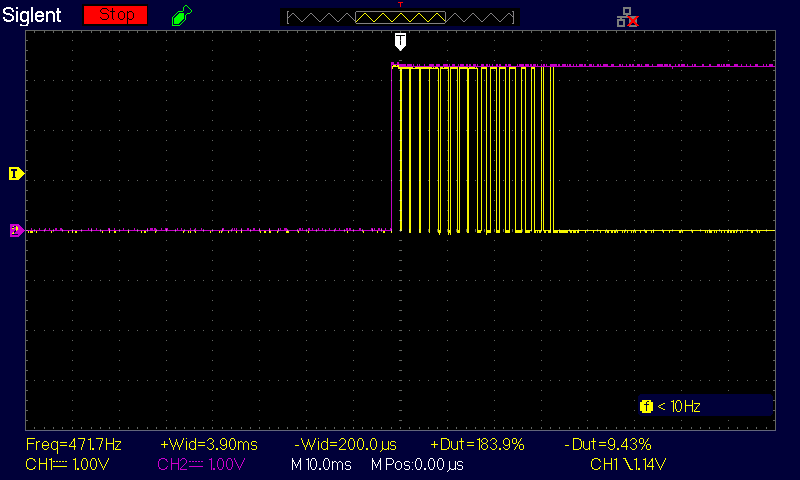 Siglent Stop T
T
T
f < 10Hz
Freq=471.7Hz +Wid=3.90ms -Wid=200.0µs +Dut=183.9% -Dut=9.43%
CH1 1.00V CH2 1.00V M 10.0ms M Pos:0.00µs CH1 \1.14V